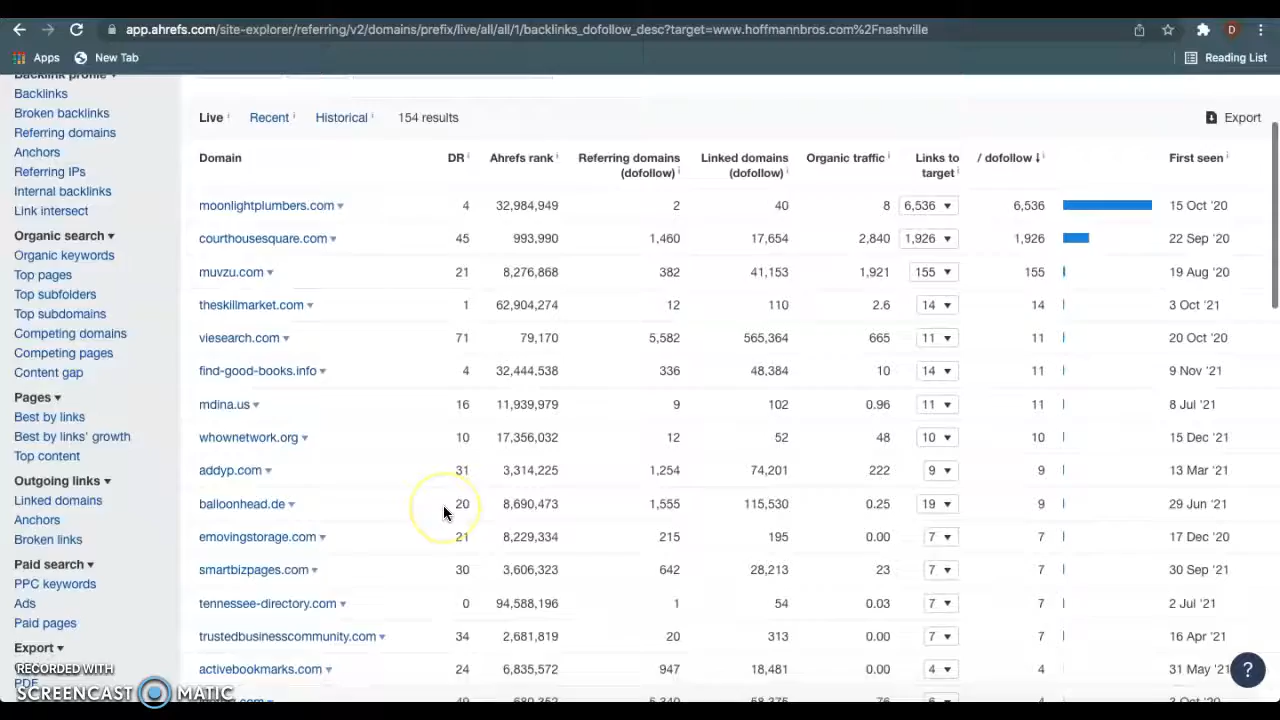 app.ahrefs.com/site-explorer/referring/v2/domains/prefix/live/all/all/1/backlinks_dofollow_desc?target=www.hoffmannbros.com%2Fnashville
D
Apps New Tab Reading List
Backlink profile
Backlinks
Broken backlinks
Referring domains
Anchors
Referring IPs
Internal backlinks
Link intersect
Organic search
Organic keywords
Top pages
Top subfolders
Top subdomains
Competing domains
Competing pages
Content gap
Pages
Best by links
Best by links' growth
Top content
Outgoing links
Linked domains
Anchors
Broken links
Paid search
PPC keywords
Ads
Paid pages
Export
PDF
Live Recent Historical 154 results Export
Domain DR Ahrefs rank Referring domains (dofollow) Linked domains (dofollow) Organic traffic Links to target / dofollow First seen
moonlightplumbers.com 4 32,984,949 2 40 8 6,536 6,536 15 Oct '20
courthousesquare.com 45 993,990 1,460 17,654 2,840 1,926 1,926 22 Sep '20
muvzu.com 21 8,276,868 382 41,153 1,921 155 155 19 Aug '20
theskillmarket.com 1 62,904,274 12 110 2.6 14 14 3 Oct '21
viesearch.com 71 79,170 5,582 565,364 665 11 11 20 Oct '20
find-good-books.info 4 32,444,538 336 48,384 10 14 11 9 Nov '21
mdina.us 16 11,939,979 9 102 0.96 11 11 8 Jul '21
whownetwork.org 10 17,356,032 12 52 48 10 10 15 Dec '21
addyp.com 31 3,314,225 1,254 74,201 222 9 9 13 Mar '21
balloonhead.de 20 8,690,473 1,555 115,530 0.25 19 9 29 Jun '21
emovingstorage.com 21 8,229,334 215 195 0.00 7 7 17 Dec '20
smartbizpages.com 30 3,606,323 642 28,213 23 7 7 30 Sep '21
tennessee-directory.com 0 94,588,196 1 54 0.03 7 7 2 Jul '21
trustedbusinesscommunity.com 34 2,681,819 20 313 0.00 7 7 16 Apr '21
activebookmarks.com 24 6,835,572 947 18,481 0.00 4 4 31 May '21
?
RECORDED WITH
SCREENCAST MATIC